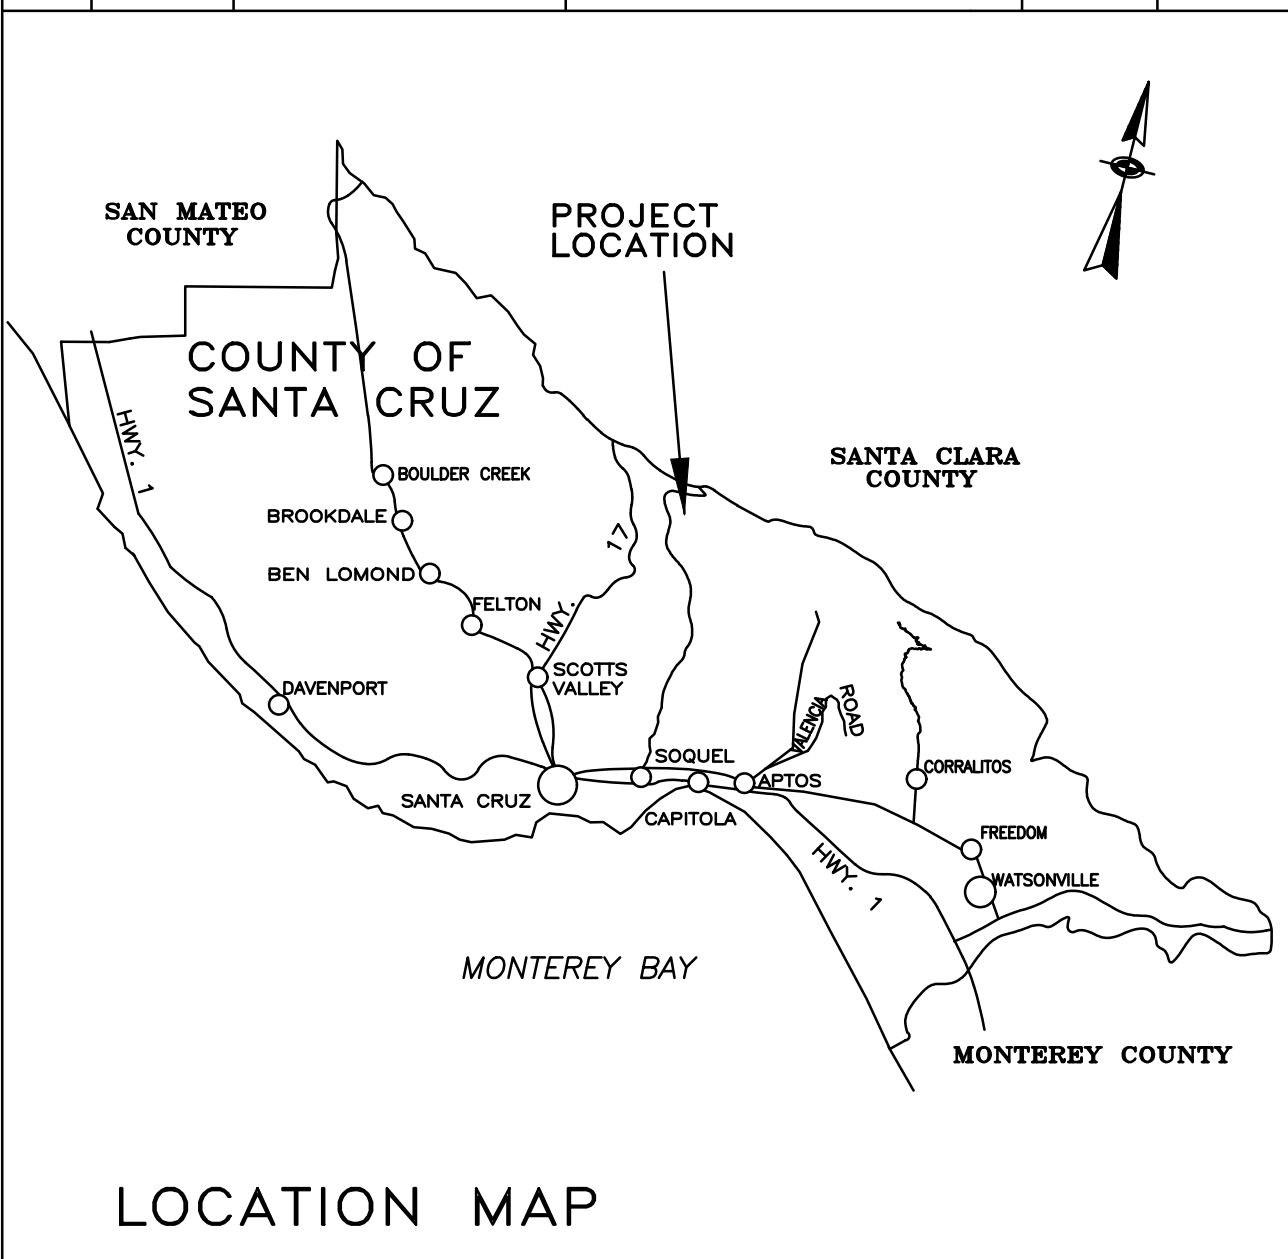 SAN MATEO
COUNTY
PROJECT
LOCATION
COUNTY OF
SANTA CRUZ
HWY. 1
SANTA CLARA
COUNTY
BOULDER CREEK
BROOKDALE
BEN LOMOND
FELTON
HWY. 17
SCOTTS
VALLEY
DAVENPORT
VALENCIA
ROAD
SOQUEL
CORRALITOS
APTOS
SANTA CRUZ
CAPITOLA
FREEDOM
HWY. 1
WATSONVILLE
MONTEREY BAY
MONTEREY COUNTY
LOCATION MAP